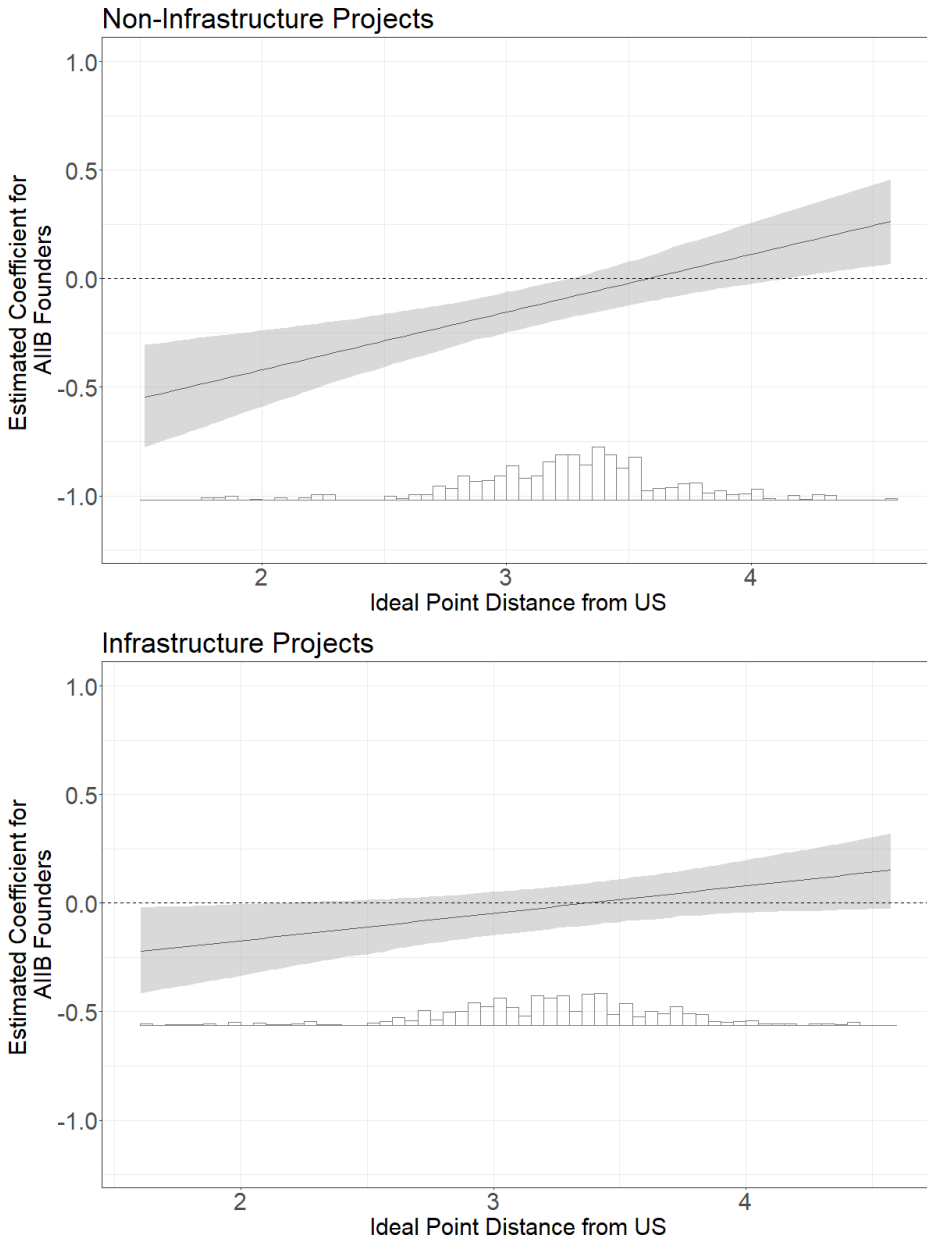 Non-Infrastructure Projects
1.0
0.5
0.0
-0.5
-1.0
Estimated Coefficient for
AIIB Founders
2 3 4
Ideal Point Distance from US
Infrastructure Projects
1.0
0.5
0.0
-0.5
-1.0
Estimated Coefficient for
AIIB Founders
2 3 4
Ideal Point Distance from US